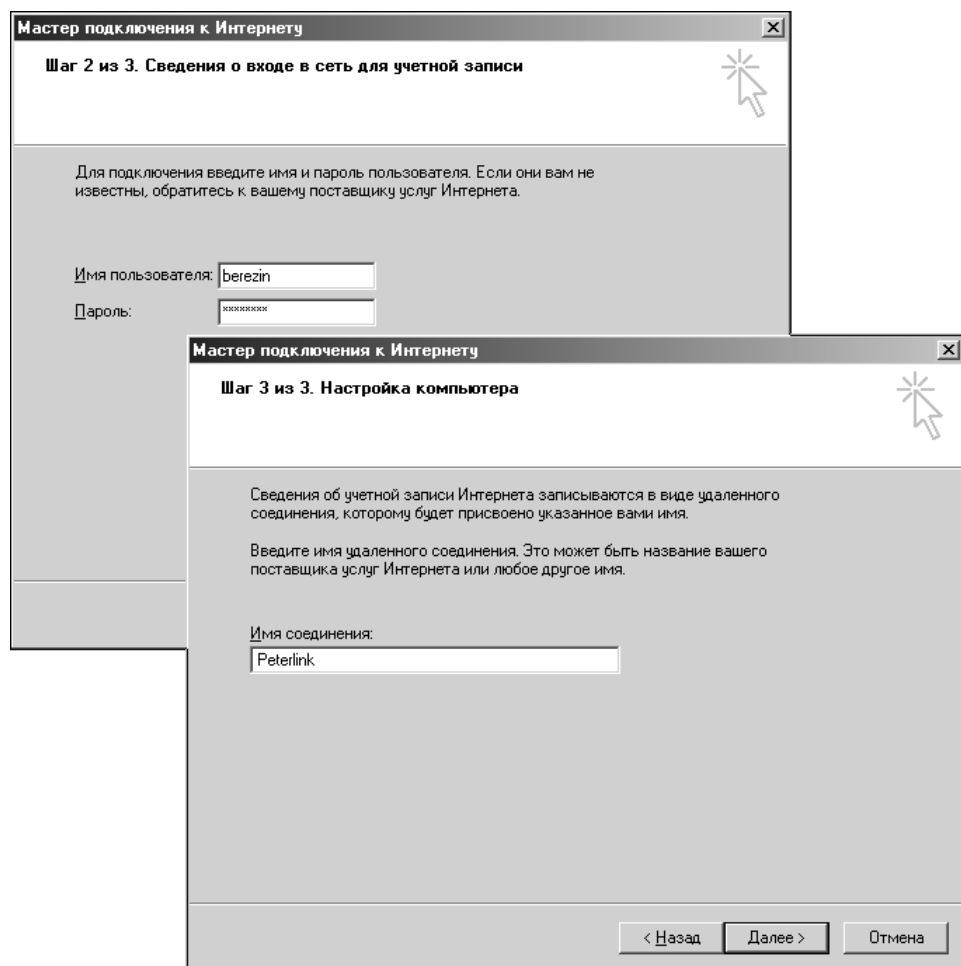 Мастер подключения к Интернету
Шаг 2 из 3. Сведения о входе в сеть для учетной записи
Для подключения введите имя и пароль пользователя. Если они вам не
известны, обратитесь к вашему поставщику услуг Интернета.
Имя пользователя: berezin
Пароль: ××××××××
Мастер подключения к Интернету
Шаг 3 из 3. Настройка компьютера
Сведения об учетной записи Интернета записываются в виде удаленного
соединения, которому будет присвоено указанное вами имя.
Введите имя удаленного соединения. Это может быть название вашего
поставщика услуг Интернета или любое другое имя.
Имя соединения:
Peterlink
< Назад Далее > Отмена